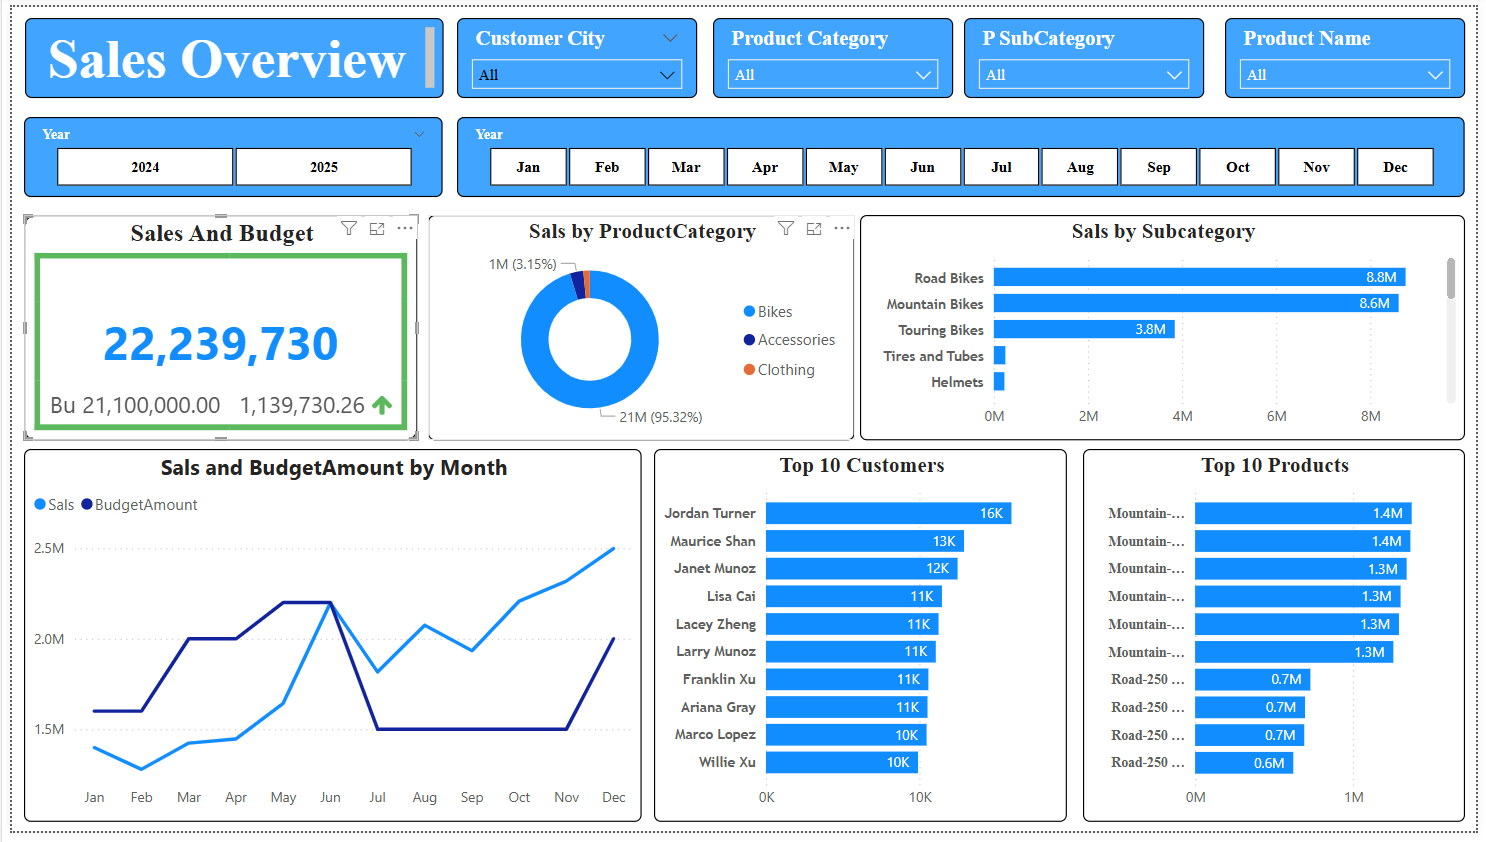 Sales Overview
Customer City
All
Product Category
All
P SubCategory
All
Product Name
All
Year
2024 2025
Year
Jan Feb Mar Apr May Jun Jul Aug Sep Oct Nov Dec
Sales And Budget
22,239,730
Bu 21,100,000.00 1,139,730.26
Sals by ProductCategory
1M (3.15%)
21M (95.32%)
Bikes
Accessories
Clothing
Sals by Subcategory
Road Bikes 8.8M
Mountain Bikes 8.6M
Touring Bikes 3.8M
Tires and Tubes
Helmets
0M 2M 4M 6M 8M
Sals and BudgetAmount by Month
Sals BudgetAmount
2.5M
2.0M
1.5M
Jan Feb Mar Apr May Jun Jul Aug Sep Oct Nov Dec
Top 10 Customers
Jordan Turner 16K
Maurice Shan 13K
Janet Munoz 12K
Lisa Cai 11K
Lacey Zheng 11K
Larry Munoz 11K
Franklin Xu 11K
Ariana Gray 11K
Marco Lopez 10K
Willie Xu 10K
0K 10K
Top 10 Products
Mountain-... 1.4M
Mountain-... 1.4M
Mountain-... 1.3M
Mountain-... 1.3M
Mountain-... 1.3M
Mountain-... 1.3M
Road-250 ... 0.7M
Road-250 ... 0.7M
Road-250 ... 0.7M
Road-250 ... 0.6M
0M 1M